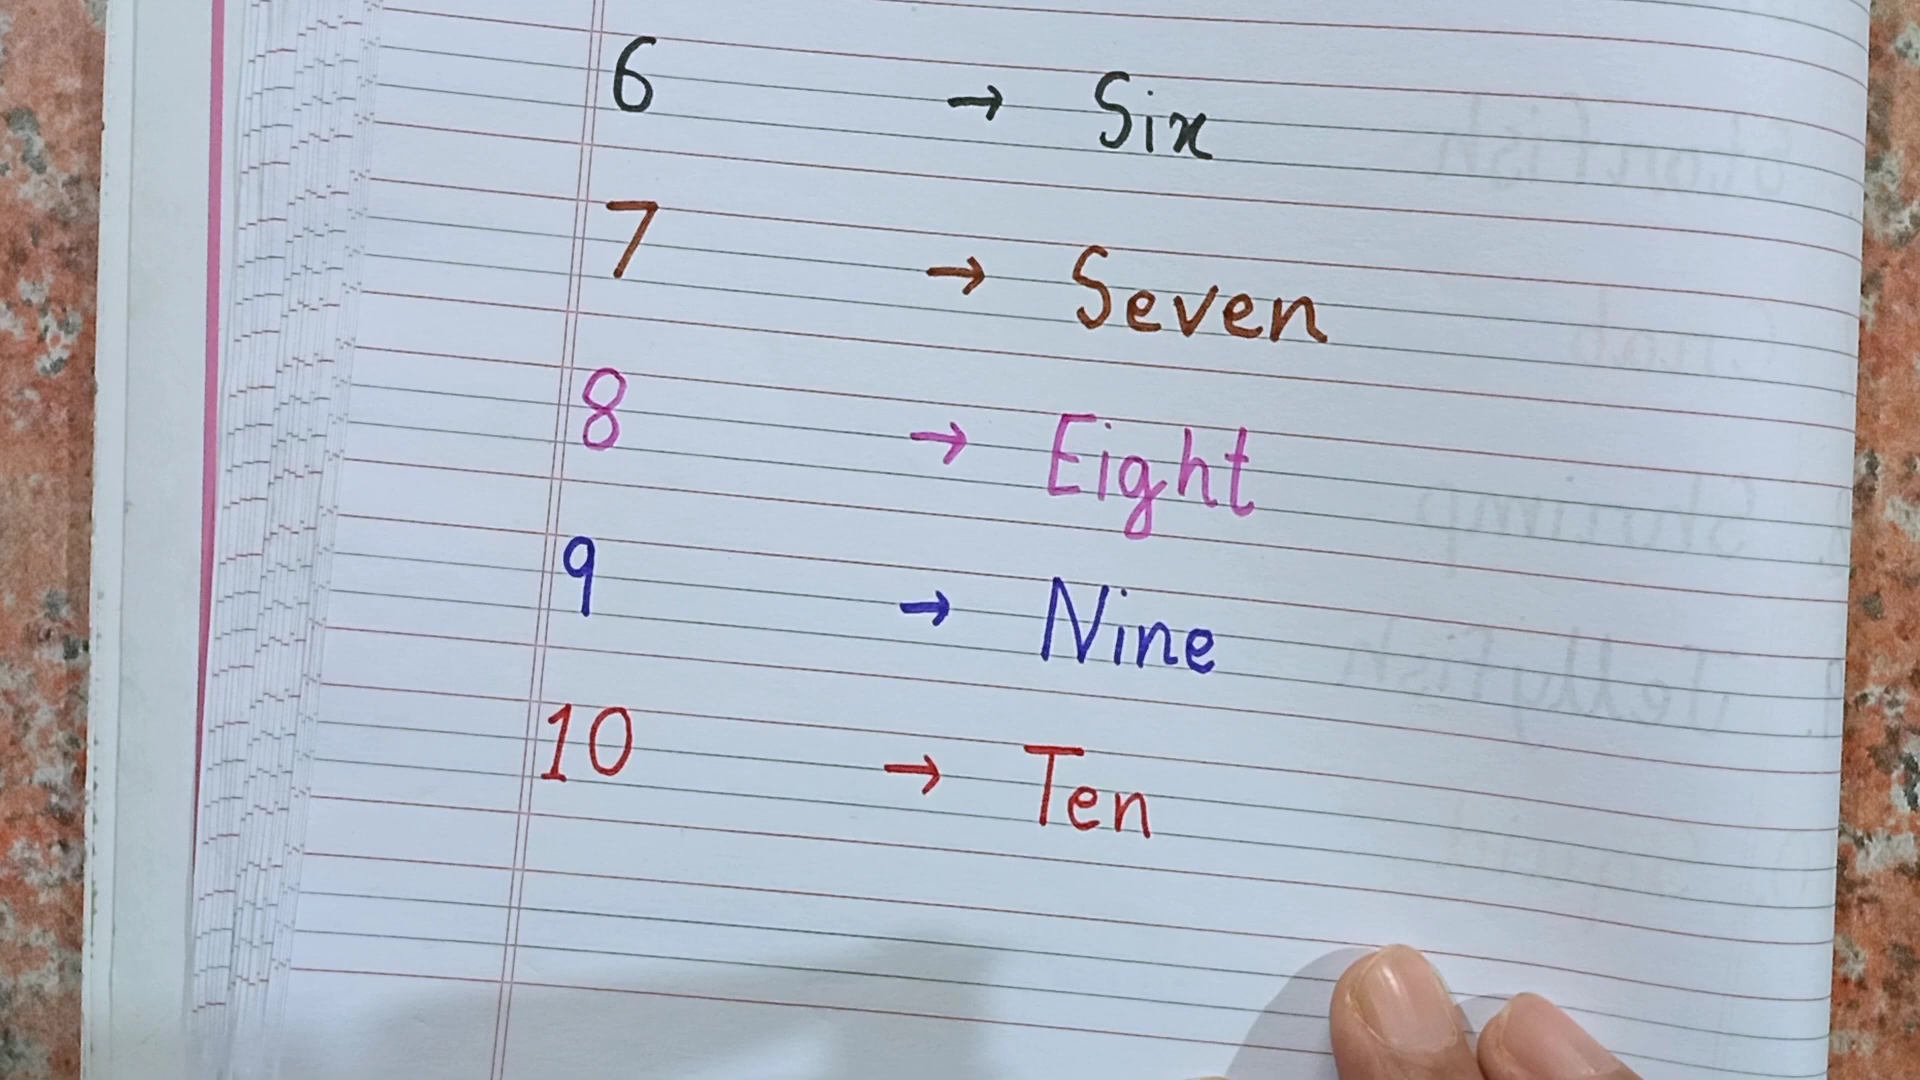 6 → Six
7 → Seven
8 → Eight
9 → Nine
10 → Ten